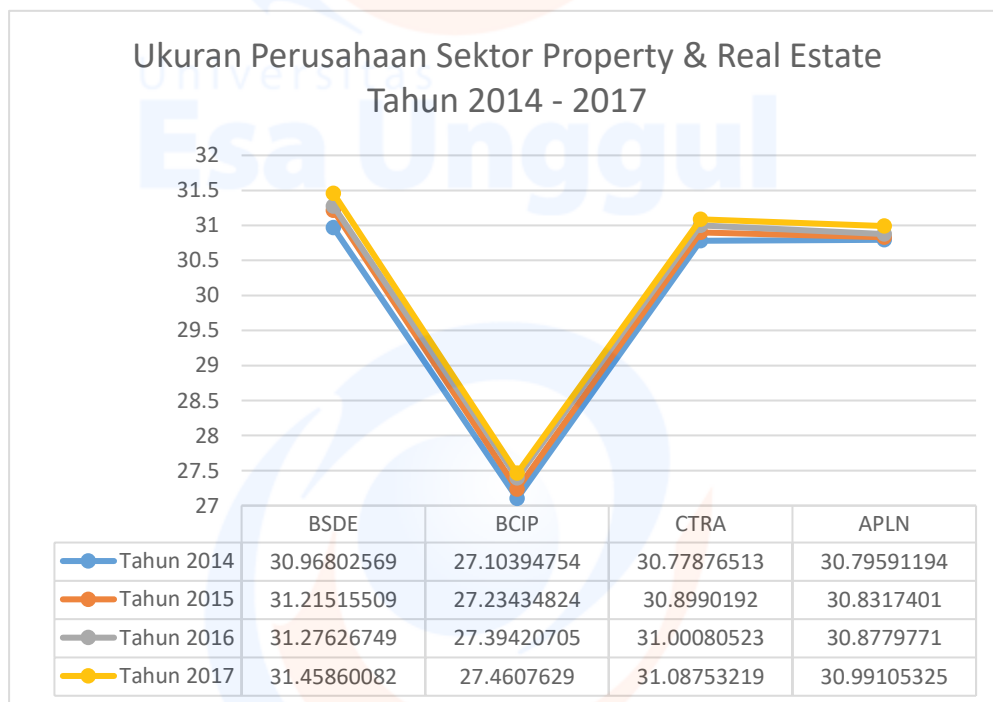 Ukuran Perusahaan Sektor Property & Real Estate
Tahun 2014 - 2017
Universitas
Esa Unggul
32
31.5
31
30.5
30
29.5
29
28.5
28
27.5
27
BSDE BCIP CTRA APLN
Tahun 2014 30.96802569 27.10394754 30.77876513 30.79591194
Tahun 2015 31.21515509 27.23434824 30.8990192 30.8317401
Tahun 2016 31.27626749 27.39420705 31.00080523 30.8779771
Tahun 2017 31.45860082 27.4607629 31.08753219 30.99105325